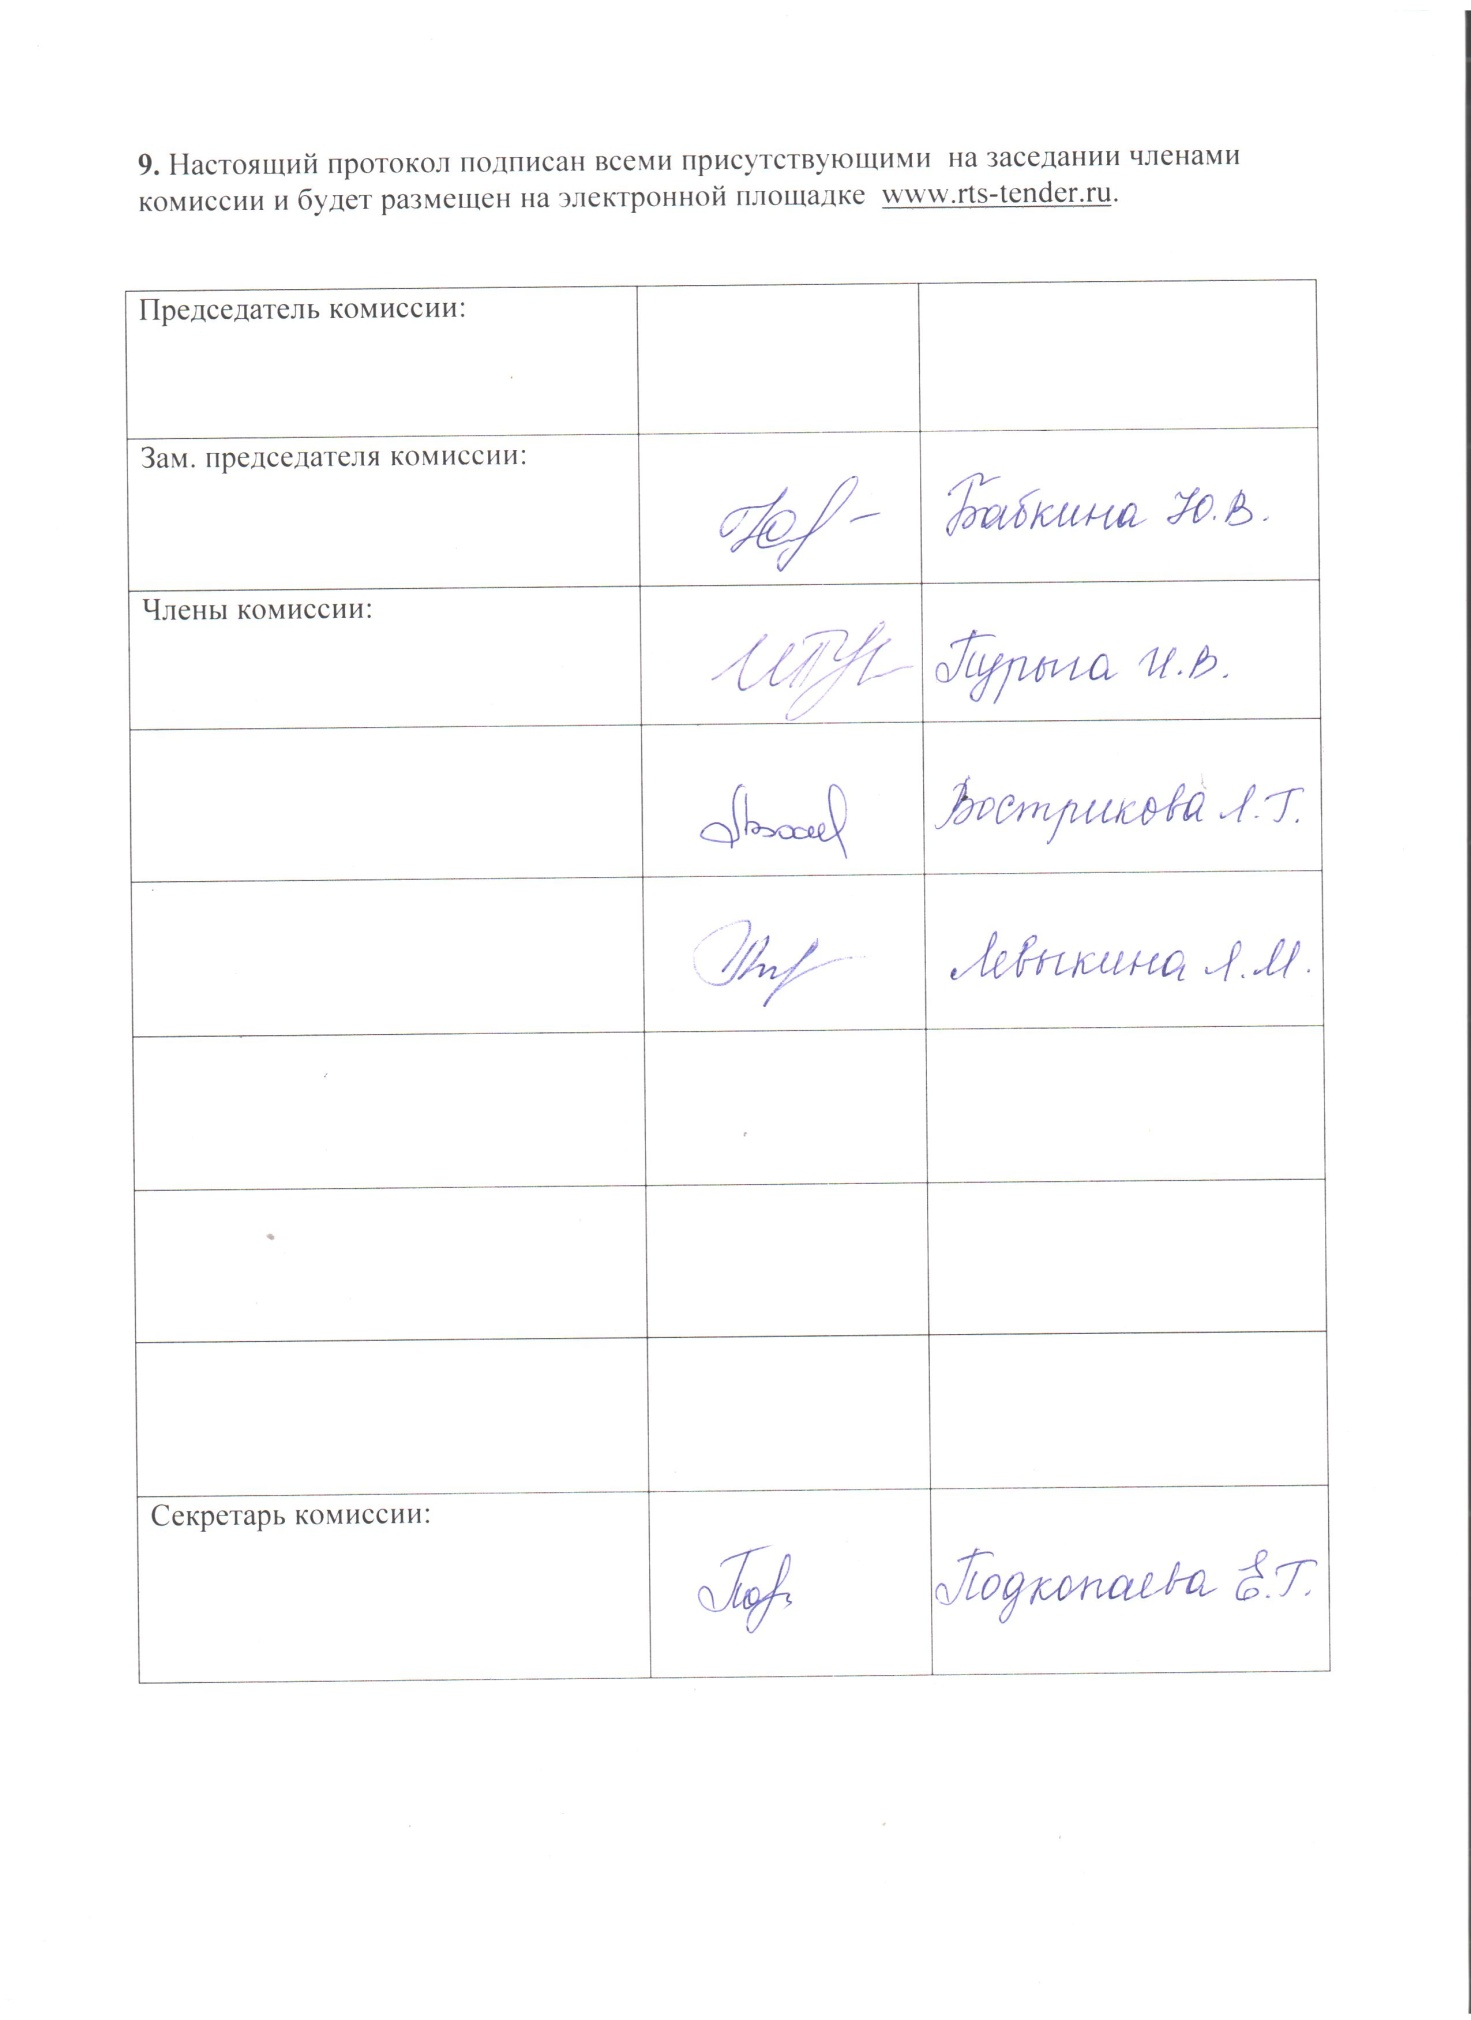 9. Настоящий протокол подписан всеми присутствующими на заседании членами
комиссии и будет размещен на электронной площадке www.rts-tender.ru.
Председатель комиссии:
Зам. председателя комиссии:
Бабкина Ю.В.
Члены комиссии:
Пурыга И.В.
Вострикова Л.Г.
Левыкина Л.М.
Секретарь комиссии:
Подкопаева Е.Г.